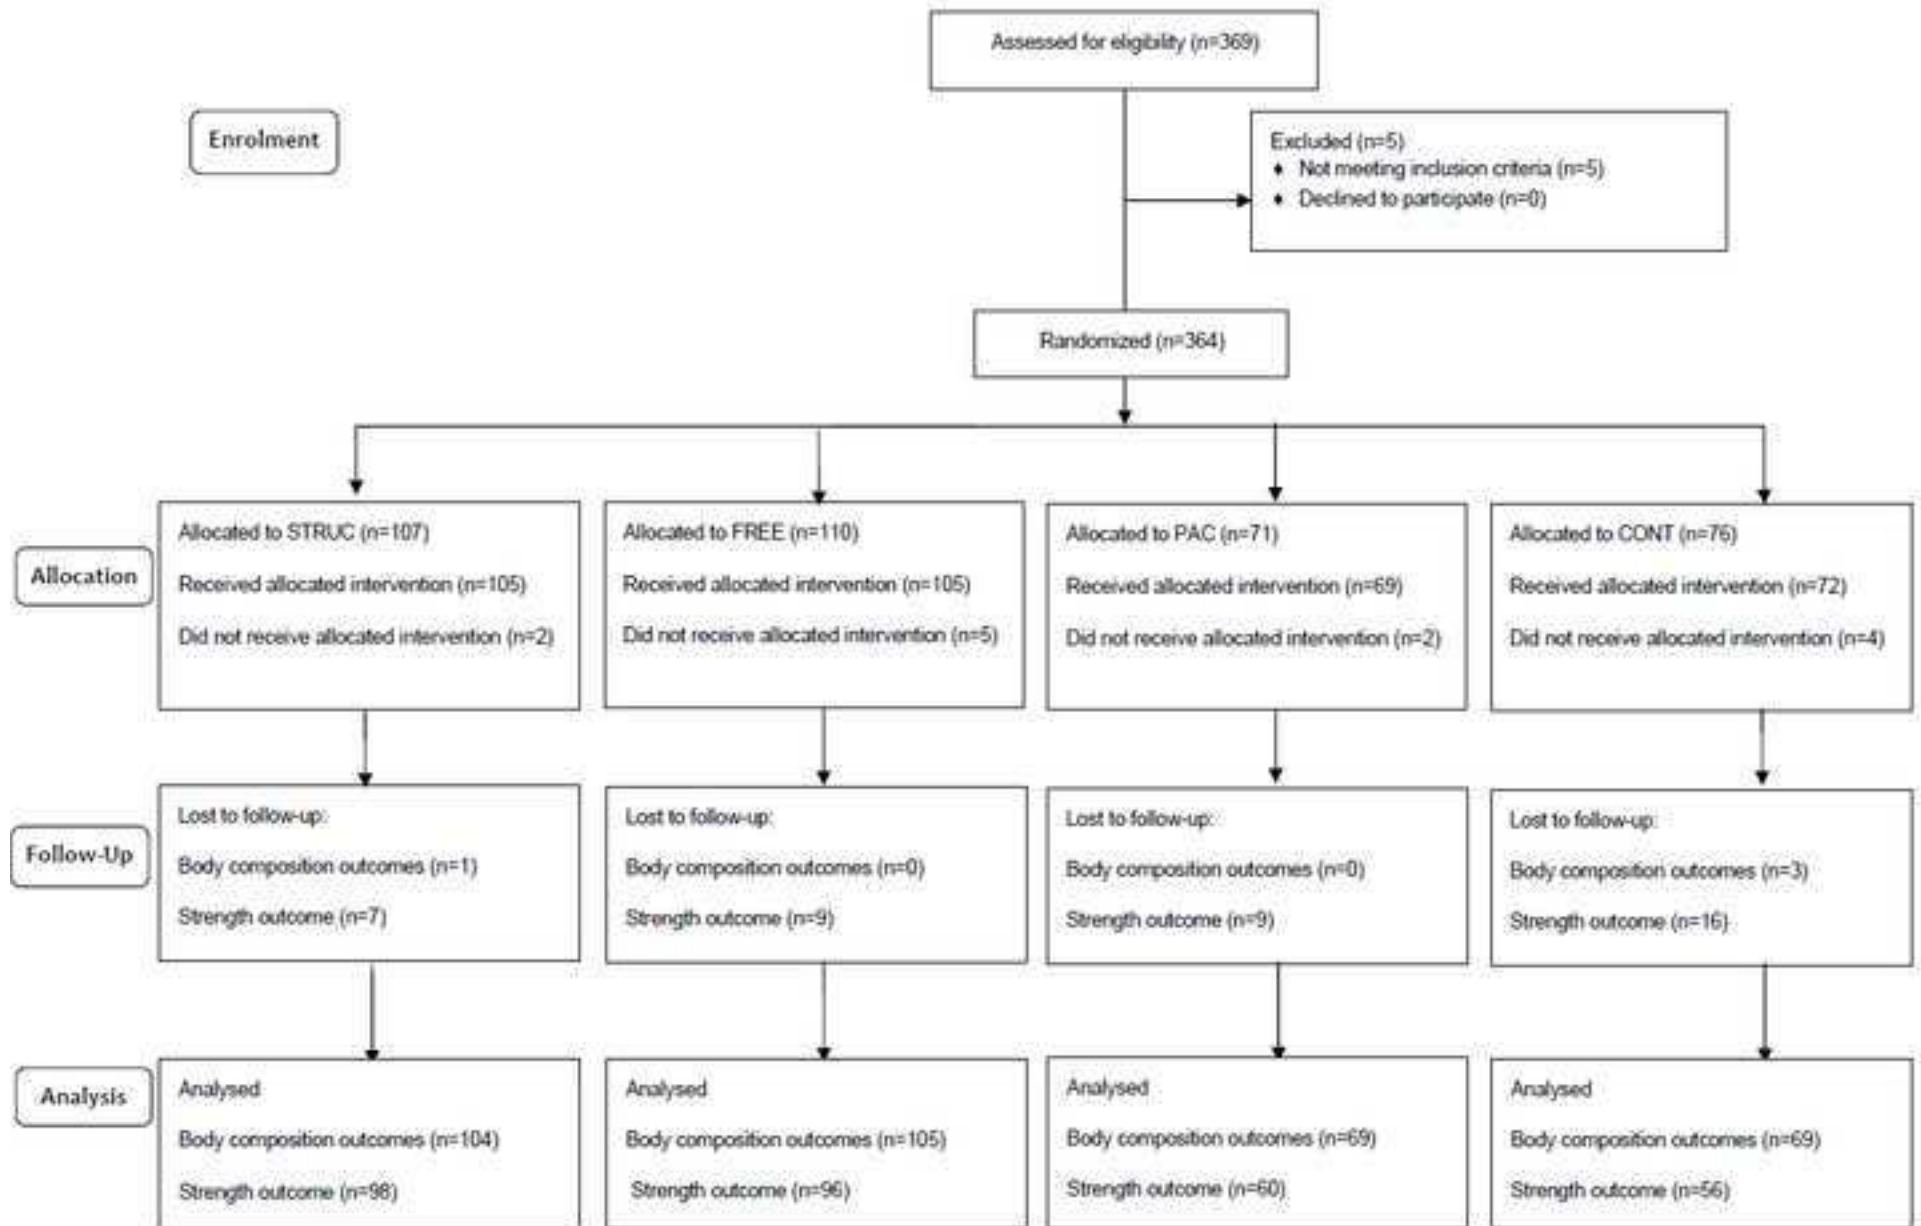 Assessed for eligibility (n=369)
Enrolment
Excluded (n=5)
♦ Not meeting inclusion criteria (n=5)
♦ Declined to participate (n=0)
Randomized (n=364)
Allocation
Allocated to STRUC (n=107)
Received allocated intervention (n=105)
Did not receive allocated intervention (n=2)
Allocated to FREE (n=110)
Received allocated intervention (n=105)
Did not receive allocated intervention (n=5)
Allocated to PAC (n=71)
Received allocated intervention (n=69)
Did not receive allocated intervention (n=2)
Allocated to CONT (n=76)
Received allocated intervention (n=72)
Did not receive allocated intervention (n=4)
Follow-Up
Lost to follow-up:
Body composition outcomes (n=1)
Strength outcome (n=7)
Lost to follow-up:
Body composition outcomes (n=0)
Strength outcome (n=9)
Lost to follow-up:
Body composition outcomes (n=0)
Strength outcome (n=9)
Lost to follow-up:
Body composition outcomes (n=3)
Strength outcome (n=16)
Analysis
Analysed
Body composition outcomes (n=104)
Strength outcome (n=98)
Analysed
Body composition outcomes (n=105)
Strength outcome (n=96)
Analysed
Body composition outcomes (n=69)
Strength outcome (n=60)
Analysed
Body composition outcomes (n=69)
Strength outcome (n=56)